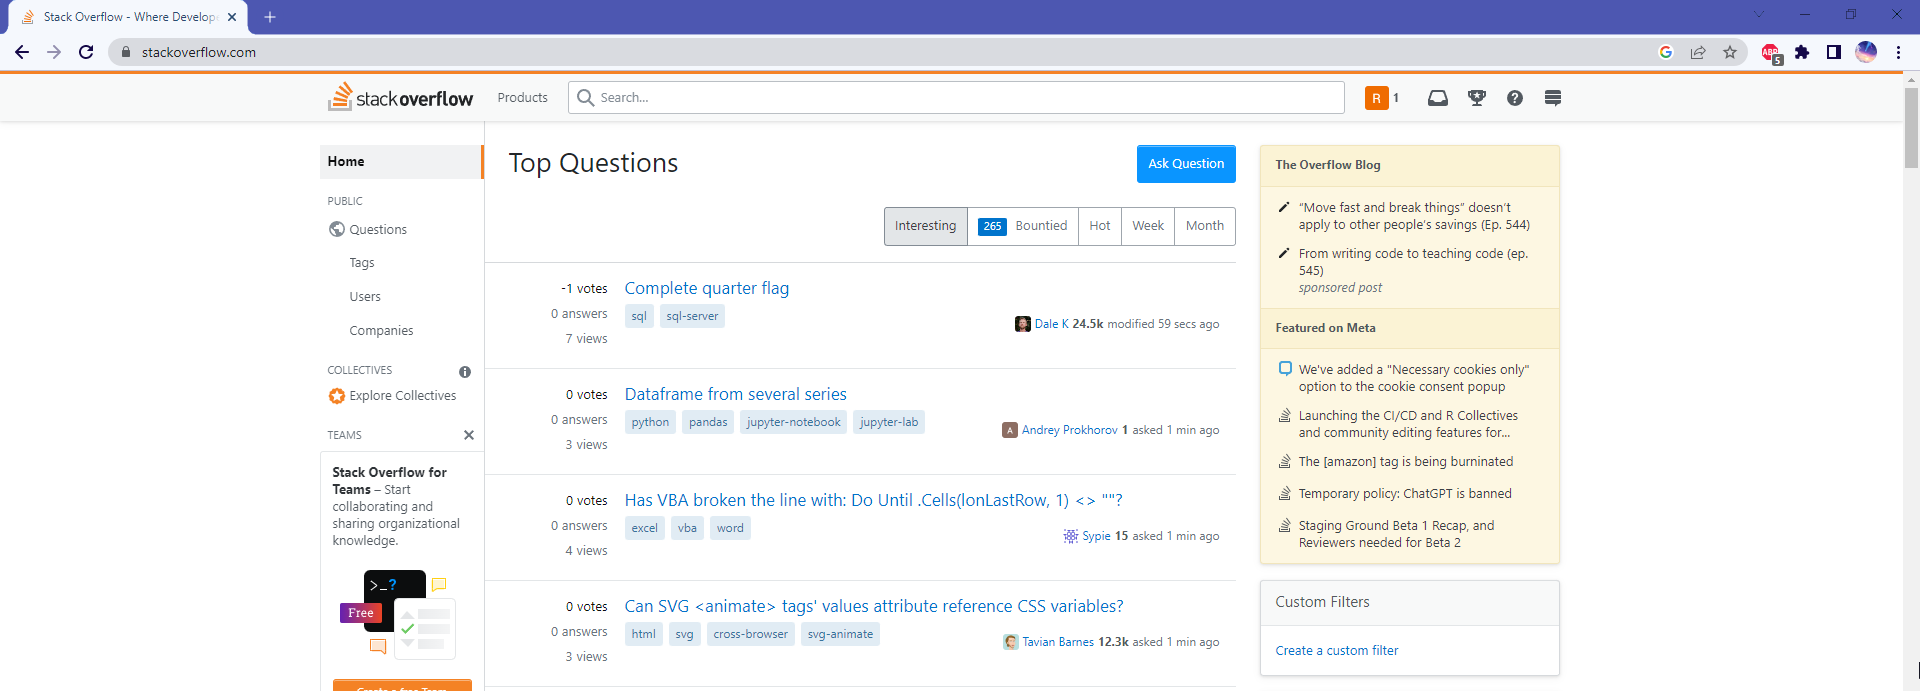 Stack Overflow - Where Develope
stackoverflow.com
ABP
5
stackoverflow
Products
Search...
R 1
Home
PUBLIC
Questions
Tags
Users
Companies
COLLECTIVES
Explore Collectives
TEAMS
Stack Overflow for
Teams – Start
collaborating and
sharing organizational
knowledge.
>_?
Free
Create a free Team
Top Questions
Ask Question
Interesting
265 Bountied
Hot
Week
Month
-1 votes
0 answers
7 views
Complete quarter flag
sql sql-server
Dale K 24.5k modified 59 secs ago
0 votes
0 answers
3 views
Dataframe from several series
python pandas jupyter-notebook jupyter-lab
A Andrey Prokhorov 1 asked 1 min ago
0 votes
0 answers
4 views
Has VBA broken the line with: Do Until .Cells(lonLastRow, 1) <> ""?
excel vba word
Sypie 15 asked 1 min ago
0 votes
0 answers
3 views
Can SVG <animate> tags' values attribute reference CSS variables?
html svg cross-browser svg-animate
Tavian Barnes 12.3k asked 1 min ago
The Overflow Blog
“Move fast and break things” doesn’t
apply to other people’s savings (Ep. 544)
From writing code to teaching code (ep.
545)
sponsored post
Featured on Meta
We've added a "Necessary cookies only"
option to the cookie consent popup
Launching the CI/CD and R Collectives
and community editing features for...
The [amazon] tag is being burninated
Temporary policy: ChatGPT is banned
Staging Ground Beta 1 Recap, and
Reviewers needed for Beta 2
Custom Filters
Create a custom filter